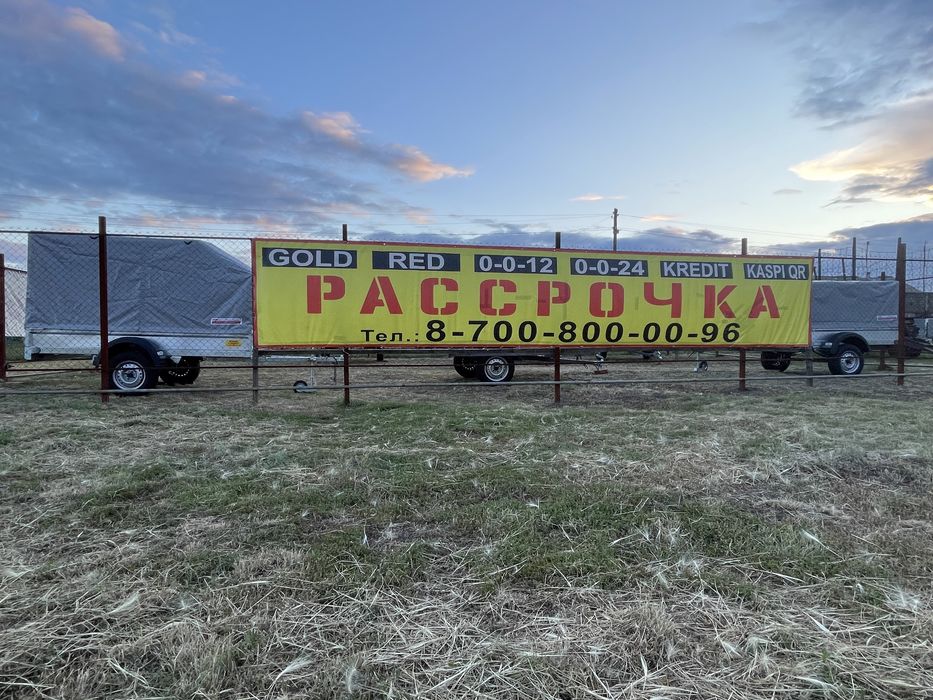 GOLD RED 0-0-12 0-0-24 KREDIT KASPI QR
РАССРОЧКА
Тел.: 8-700-800-00-96